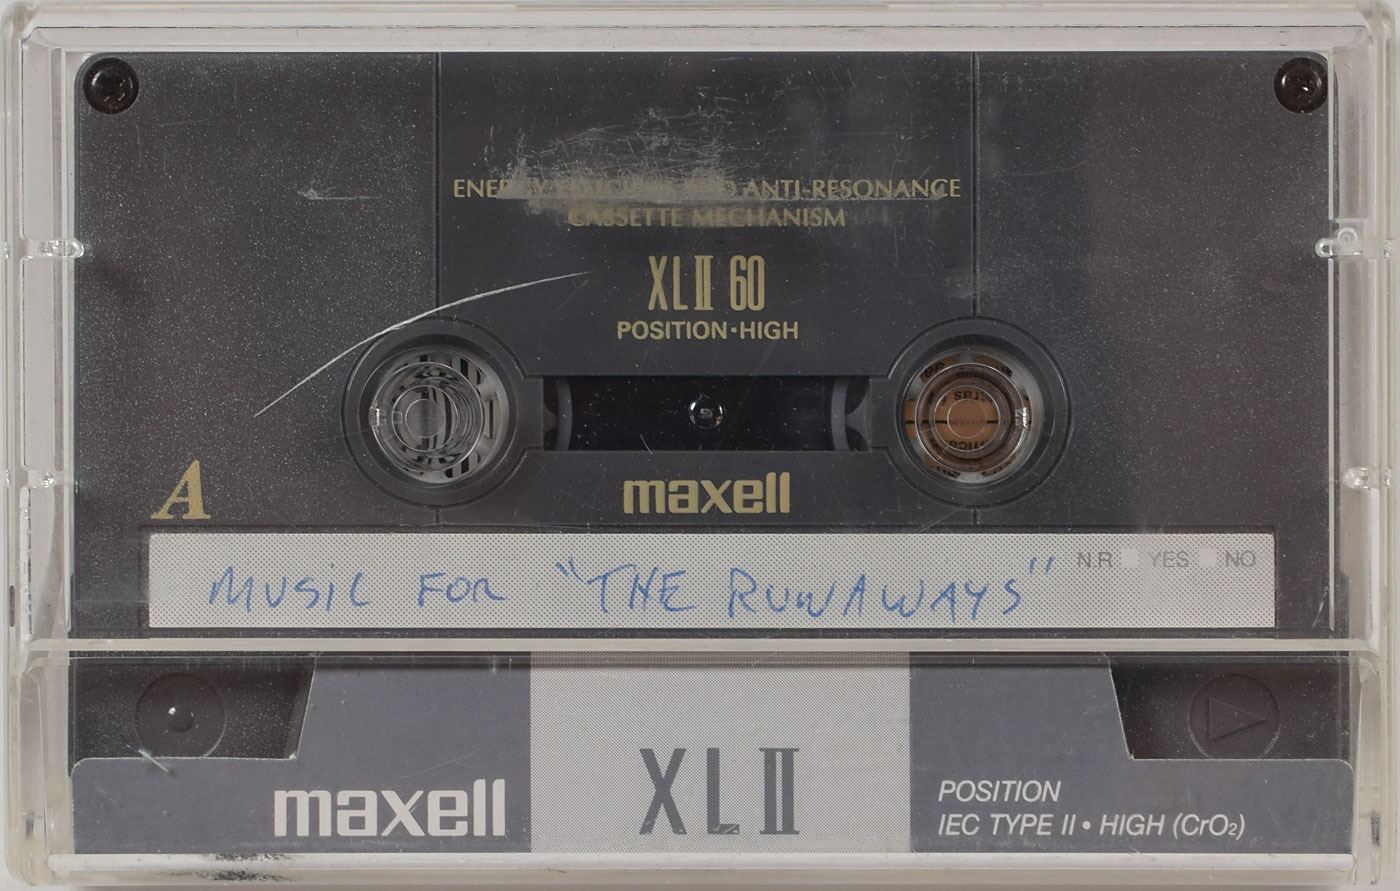 ANTI-RESONANCE
CASSETTE MECHANISM
XLII 60
POSITION•HIGH
maxell
A
N.R YES NO
MUSIC FOR "THE RUNAWAYS"
maxell
XLII
POSITION
IEC TYPE II • HIGH (CrO₂)